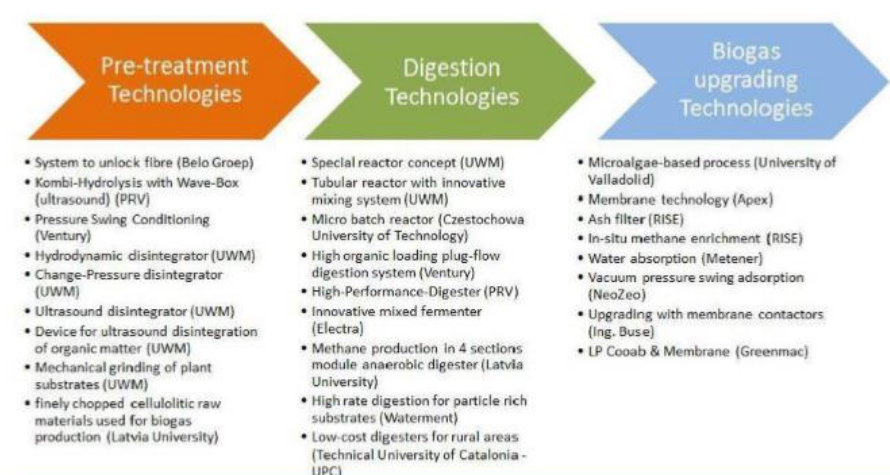 Pre-treatment
Technologies
• System to unlock fibre (Belo Groep)
• Kombi-Hydrolysis with Wave-Box
(ultrasound) (PRV)
• Pressure Swing Conditioning
(Ventury)
• Hydrodynamic disintegrator (UWM)
• Change-Pressure disintegrator
(UWM)
• Ultrasound disintegrator (UWM)
• Device for ultrasound disintegration
of organic matter (UWM)
• Mechanical grinding of plant
substrates (UWM)
• finely chopped cellulolitic raw
materials used for biogas
production (Latvia University)
Digestion
Technologies
• Special reactor concept (UWM)
• Tubular reactor with innovative
mixing system (UWM)
• Micro batch reactor (Czestochowa
University of Technology)
• High organic loading plug-flow
digestion system (Ventury)
• High-Performance-Digester (PRV)
• Innovative mixed fermenter
(Electra)
• Methane production in 4 sections
module anaerobic digester (Latvia
University)
• High rate digestion for particle rich
substrates (Waterment)
• Low-cost digesters for rural areas
(Technical University of Catalonia -
UPC)
Biogas
upgrading
Technologies
• Microalgae-based process (University of
Valladolid)
• Membrane technology (Apex)
• Ash filter (RISE)
• In-situ methane enrichment (RISE)
• Water absorption (Metener)
• Vacuum pressure swing adsorption
(NeoZeo)
• Upgrading with membrane contactors
(Ing. Buse)
• LP Cooab & Membrane (Greenmac)